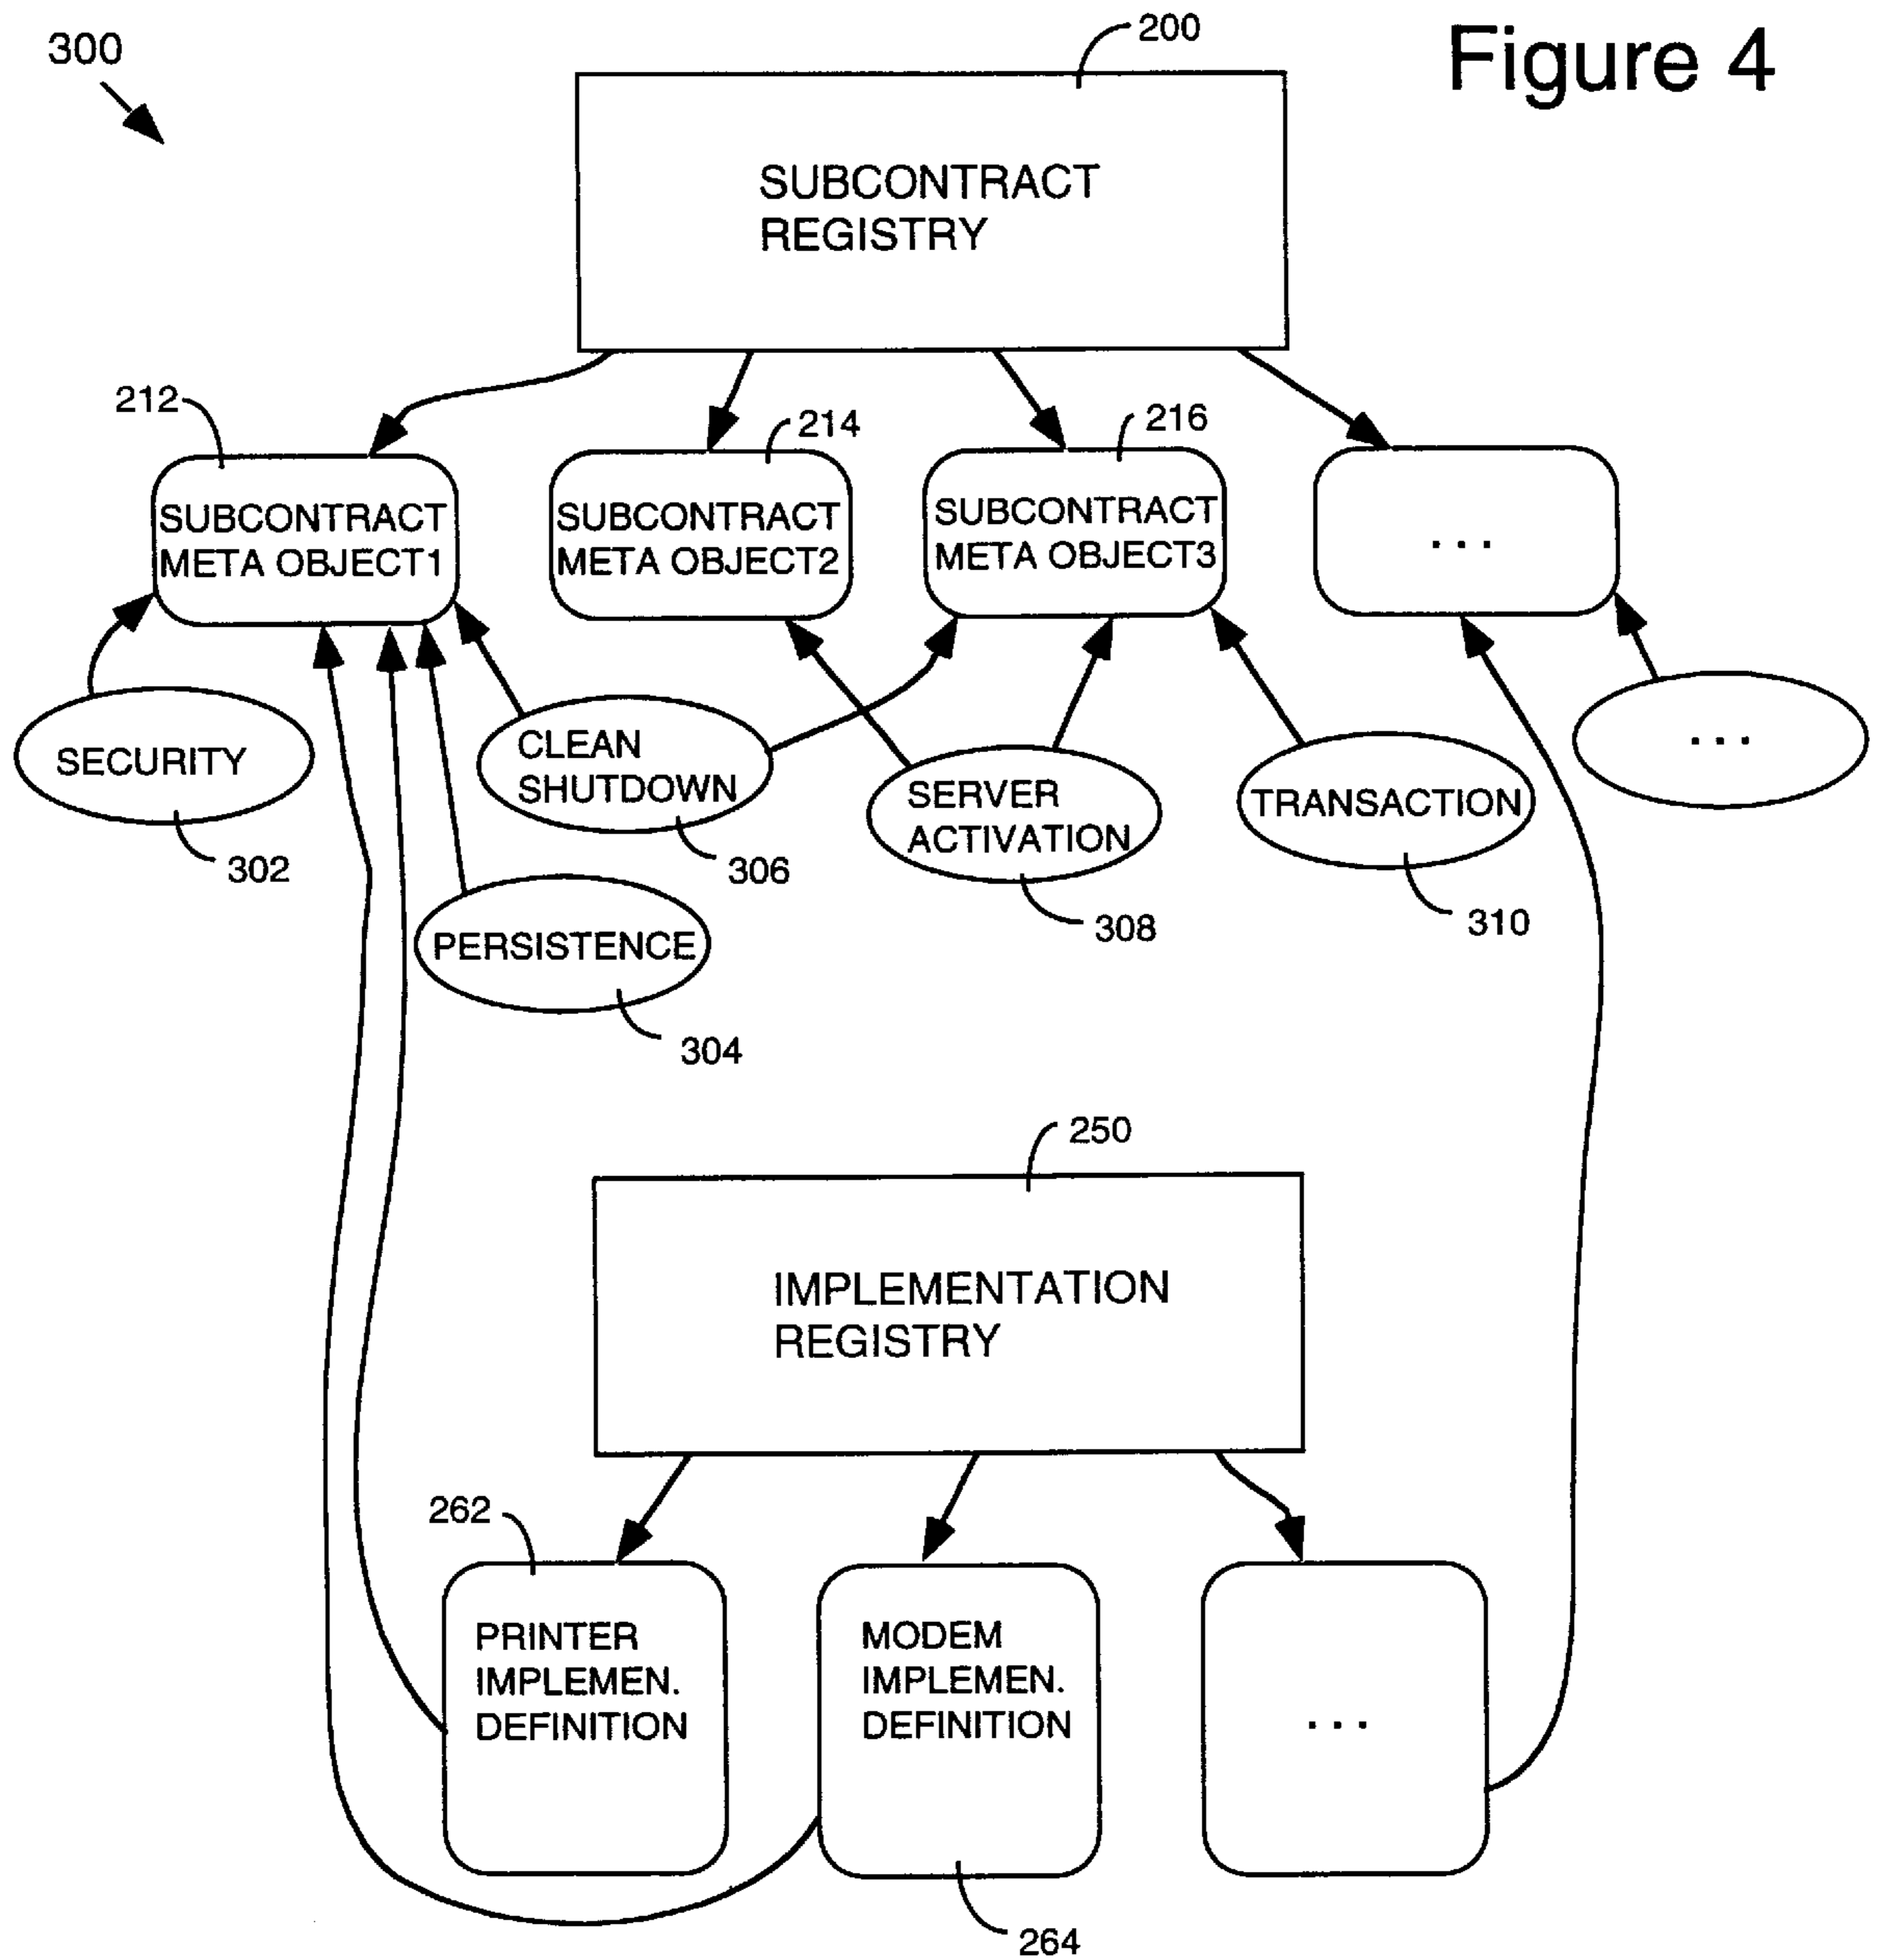 Figure 4
300
200
SUBCONTRACT
REGISTRY
212
214
216
SUBCONTRACT
META OBJECT1
SUBCONTRACT
META OBJECT2
SUBCONTRACT
META OBJECT3
...
SECURITY
302
CLEAN
SHUTDOWN
306
SERVER
ACTIVATION
308
TRANSACTION
310
...
PERSISTENCE
304
250
IMPLEMENTATION
REGISTRY
262
PRINTER
IMPLEMEN.
DEFINITION
MODEM
IMPLEMEN.
DEFINITION
...
264